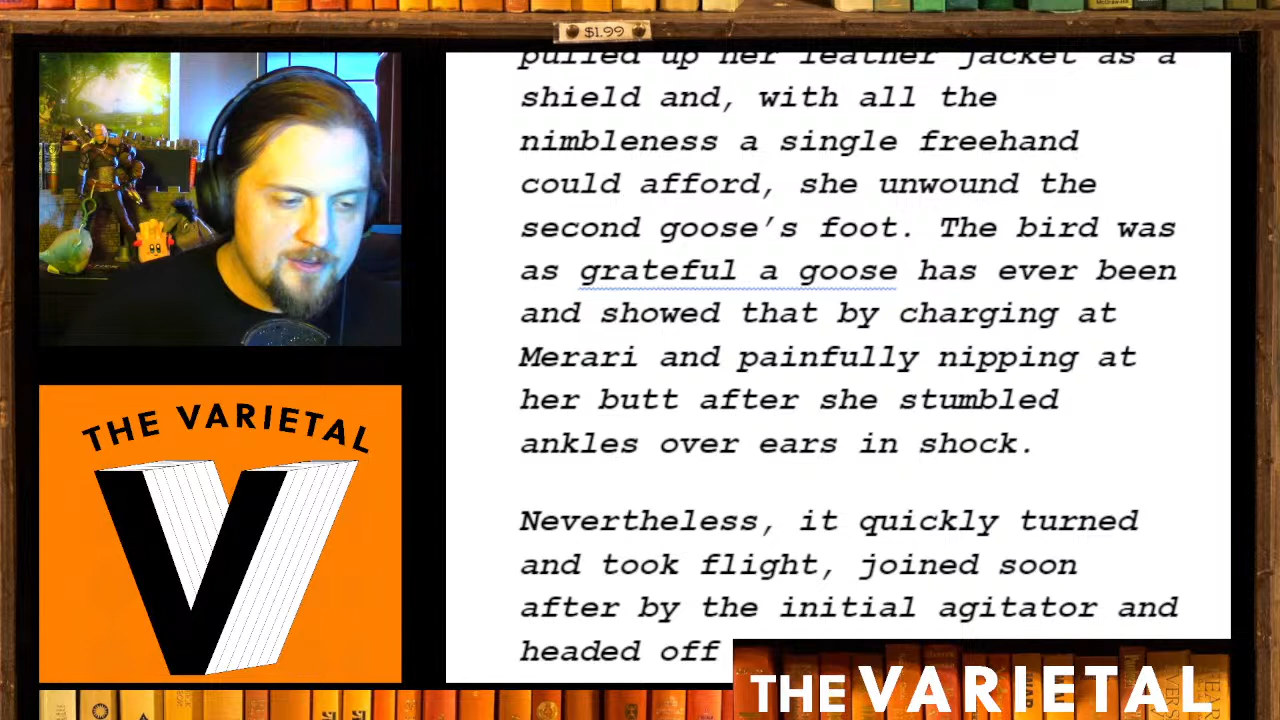 $1.99
pulled up her leather jacket as a
shield and, with all the
nimbleness a single freehand
could afford, she unwound the
second goose’s foot. The bird was
as grateful a goose has ever been
and showed that by charging at
Merari and painfully nipping at
her butt after she stumbled
ankles over ears in shock.
Nevertheless, it quickly turned
and took flight, joined soon
after by the initial agitator and
headed off
THE VARIETAL
THE VARIETAL